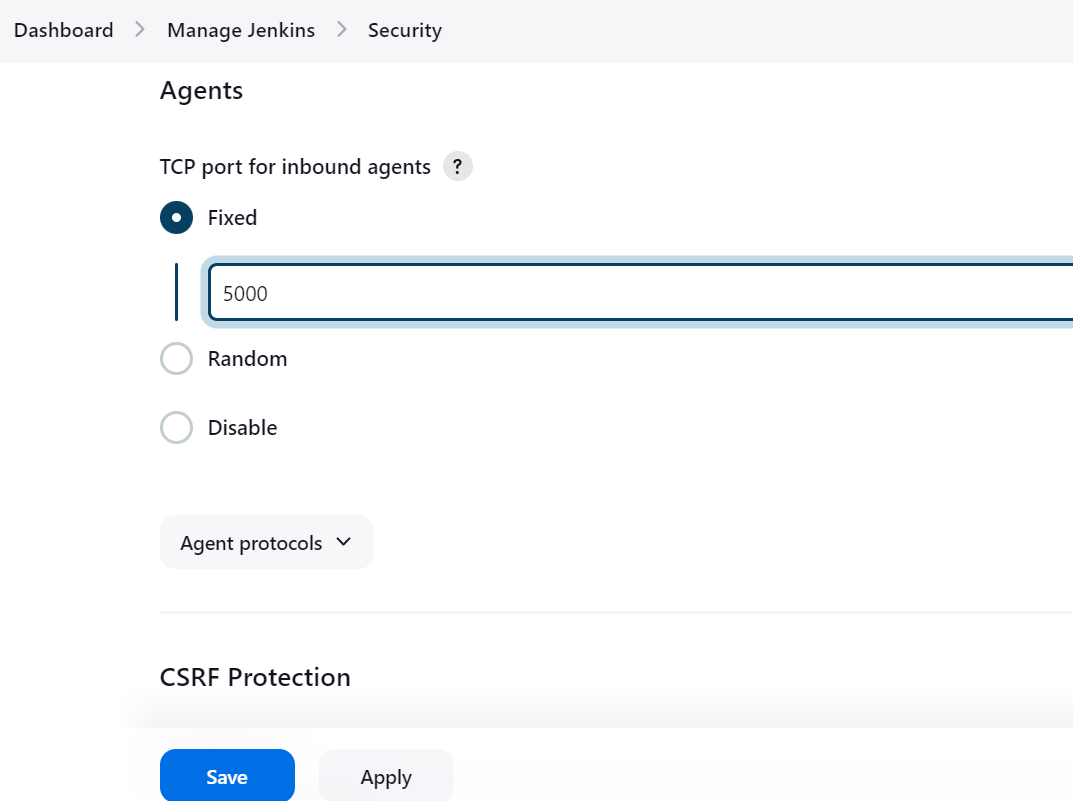 Dashboard > Manage Jenkins > Security
Agents
TCP port for inbound agents ?
Fixed
5000
Random
Disable
Agent protocols
CSRF Protection
Save Apply